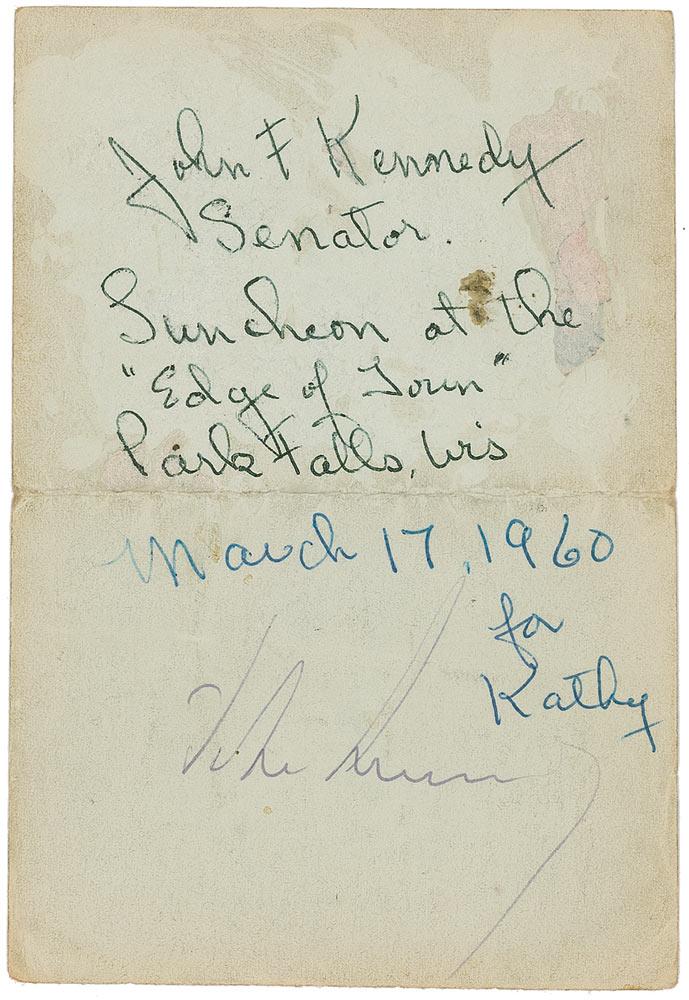 John F Kennedy
Senator.
Luncheon at the
"Edge of Town"
Park Falls, Wis
March 17, 1960
for
Kathy